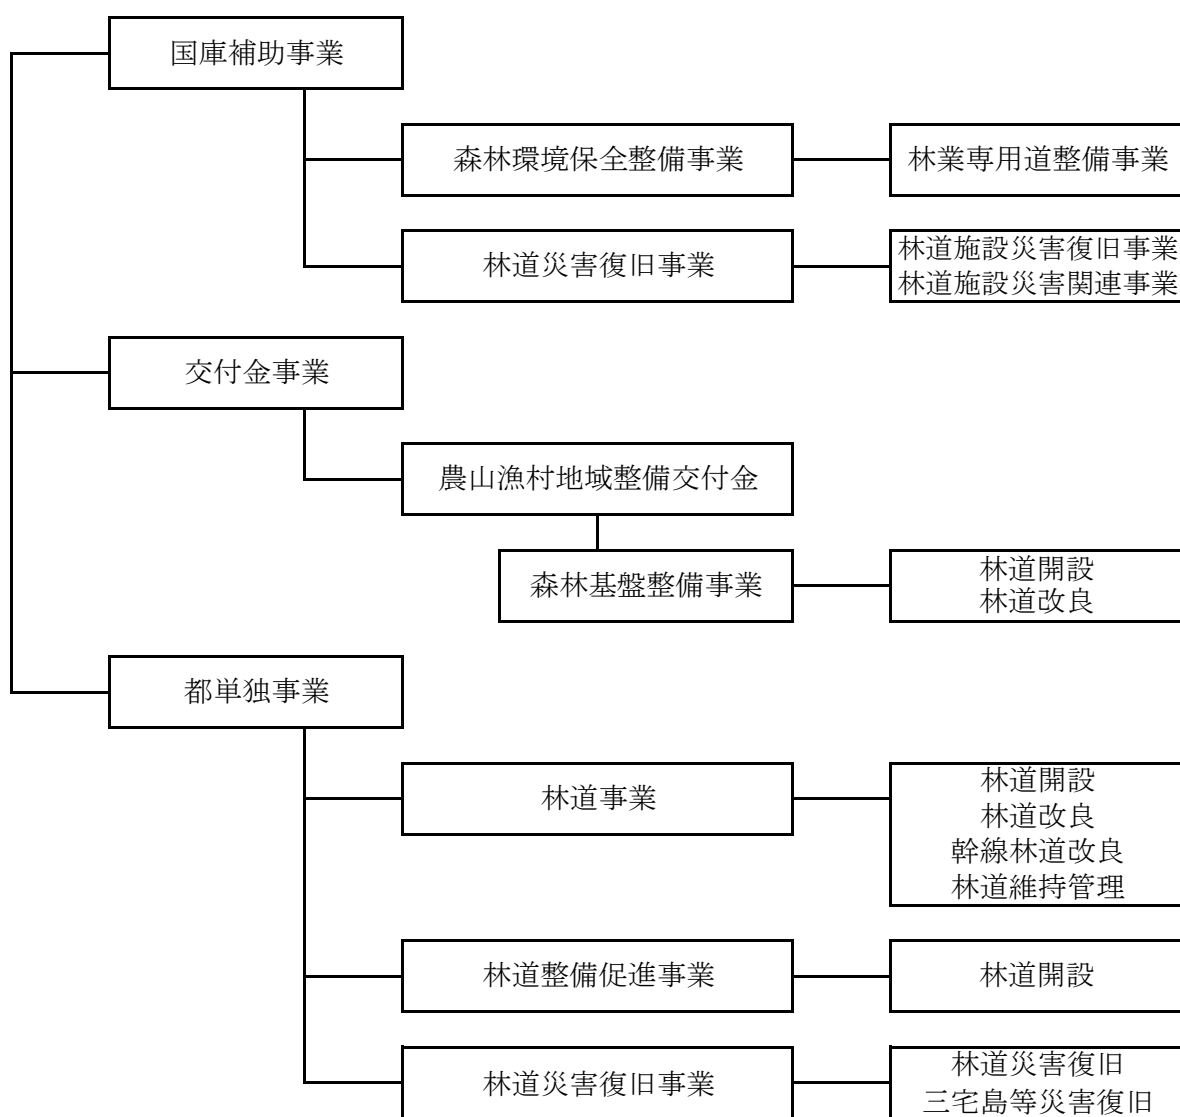 国庫補助事業
森林環境保全整備事業
林業専用道整備事業
林道災害復旧事業
林道施設災害復旧事業
林道施設災害関連事業
交付金事業
農山漁村地域整備交付金
森林基盤整備事業
林道開設
林道改良
都単独事業
林道事業
林道開設
林道改良
幹線林道改良
林道維持管理
林道整備促進事業
林道開設
林道災害復旧事業
林道災害復旧
三宅島等災害復旧